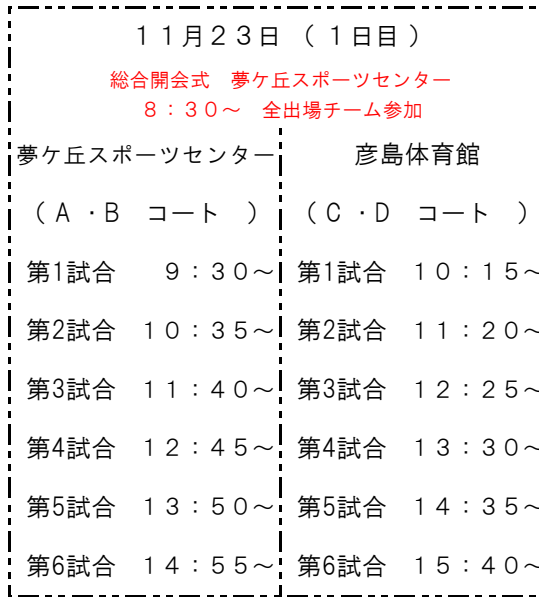 １１月２３日（１日目）
総合開会式　夢ケ丘スポーツセンター
８：３０～　全出場チーム参加
夢ケ丘スポーツセンター　彦島体育館
（Ａ・Ｂ　コート　）　（Ｃ・Ｄ　コート　）
第1試合　９：３０～　第1試合　１０：１５～
第2試合　１０：３５～　第2試合　１１：２０～
第3試合　１１：４０～　第3試合　１２：２５～
第4試合　１２：４５～　第4試合　１３：３０～
第5試合　１３：５０～　第5試合　１４：３５～
第6試合　１４：５５～　第6試合　１５：４０～